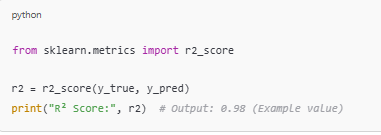 python
from sklearn.metrics import r2_score
r2 = r2_score(y_true, y_pred)
print("R² Score:", r2)  # Output: 0.98 (Example value)